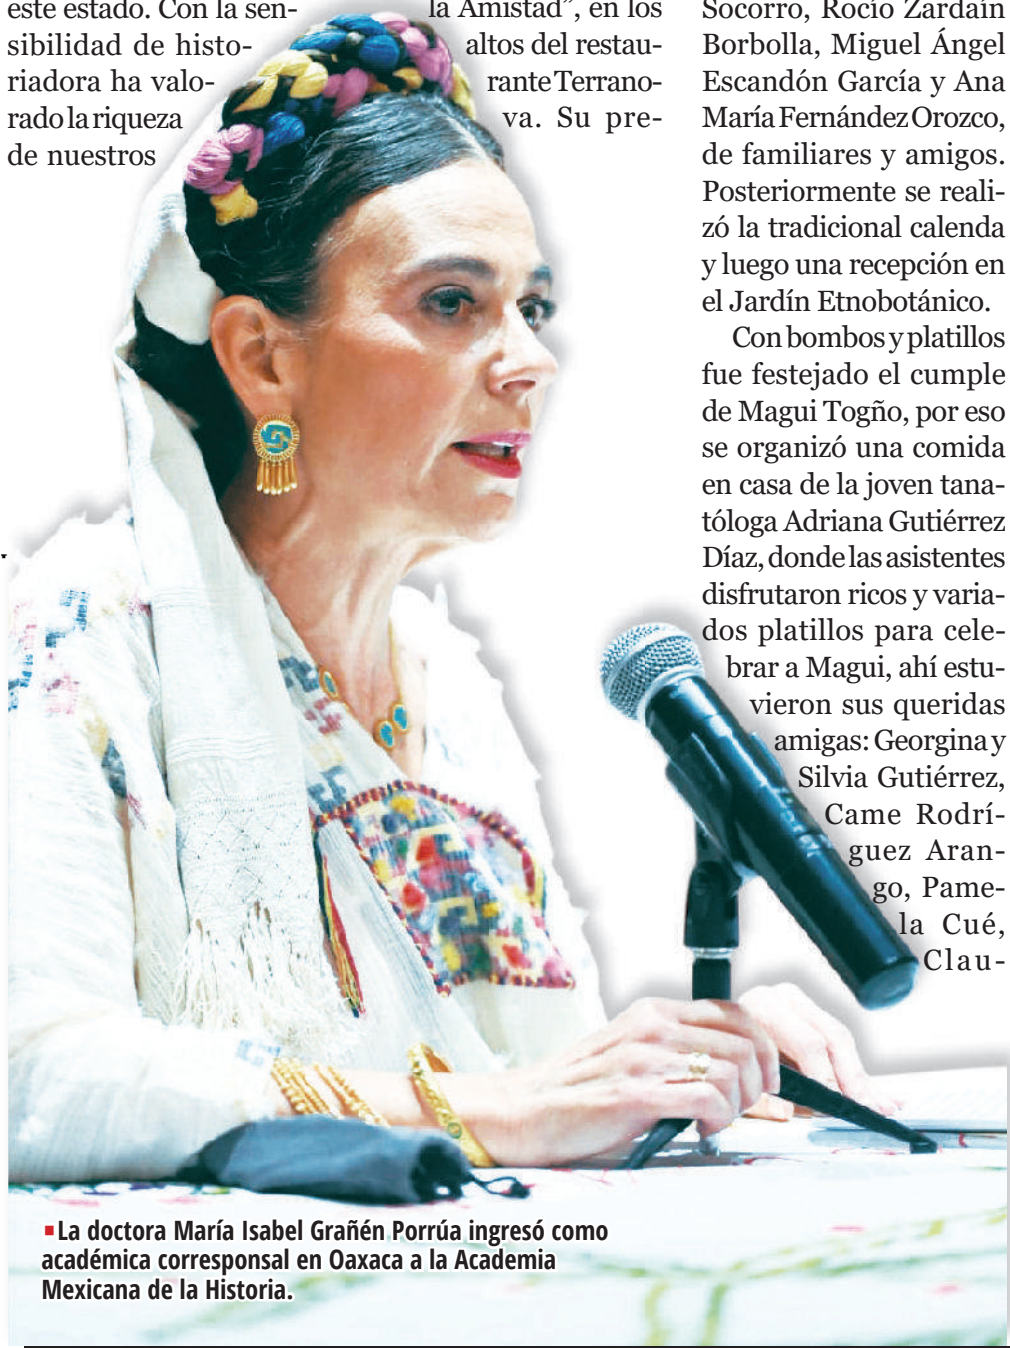 este estado. Con la sen-
sibilidad de histo-
riadora ha valo-
rado la riqueza
de nuestros
la Amistad”, en los
altos del restau-
rante Terrano-
va. Su pre-
Socorro, Rocío Zardaín
Borbolla, Miguel Ángel
Escandón García y Ana
María Fernández Orozco,
de familiares y amigos.
Posteriormente se reali-
zó la tradicional calenda
y luego una recepción en
el Jardín Etnobotánico.
Con bombos y platillos
fue festejado el cumple
de Magui Togño, por eso
se organizó una comida
en casa de la joven tana-
tóloga Adriana Gutiérrez
Díaz, donde las asistentes
disfrutaron ricos y varia-
dos platillos para cele-
brar a Magui, ahí estu-
vieron sus queridas
amigas: Georgina y
Silvia Gutiérrez,
Came Rodrí-
guez Aran-
go, Pame-
la Cué,
Clau-
▪La doctora María Isabel Grañén Porrúa ingresó como
académica corresponsal en Oaxaca a la Academia
Mexicana de la Historia.